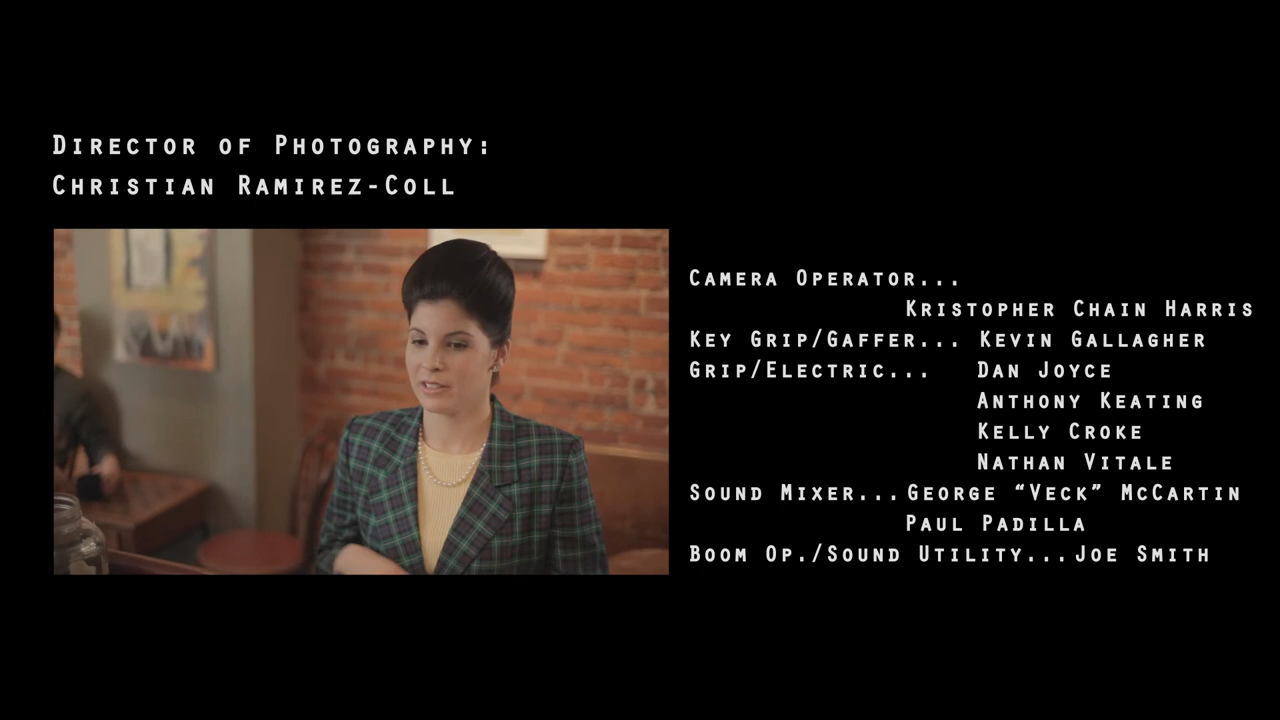 Director of Photography:
Christian Ramirez-Coll
Camera Operator...
Kristopher Chain Harris
Key Grip/Gaffer... Kevin Gallagher
Grip/Electric... Dan Joyce
Anthony Keating
Kelly Croke
Nathan Vitale
Sound Mixer...George “Veck” McCartin
Paul Padilla
Boom Op./Sound Utility...Joe Smith